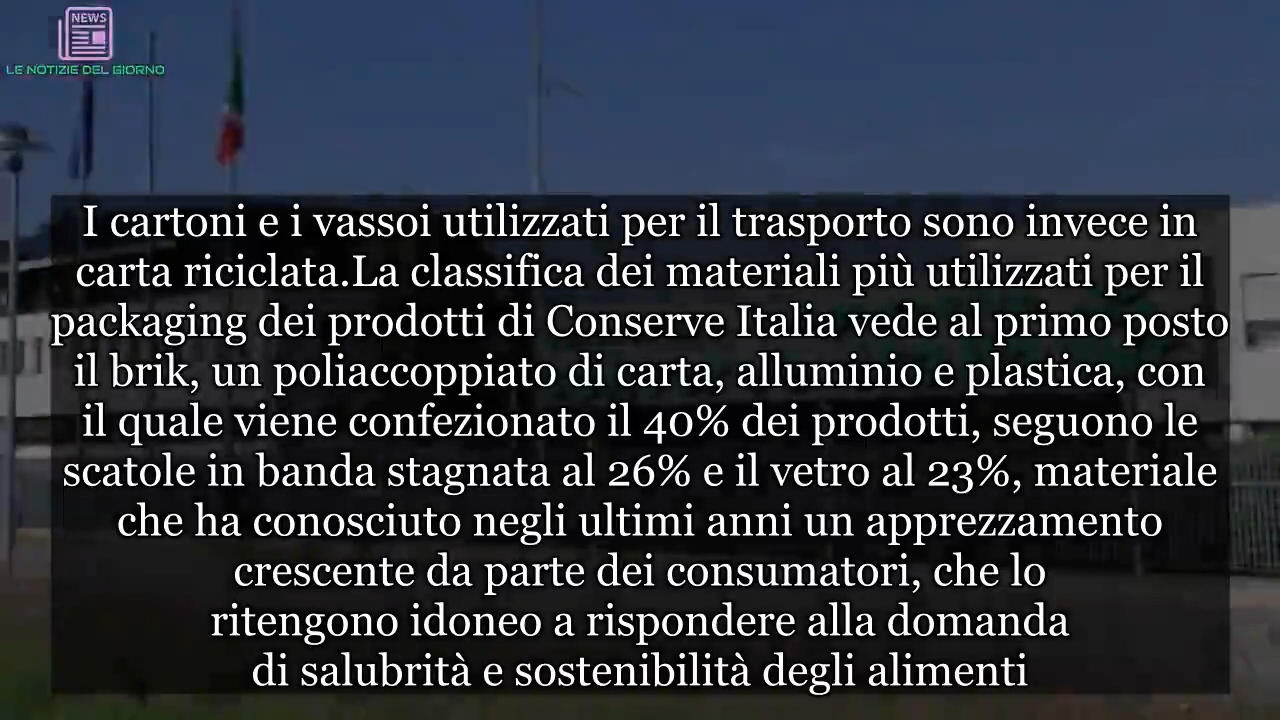 NEWS
LE NOTIZIE DEL GIORNO
I cartoni e i vassoi utilizzati per il trasporto sono invece in
carta riciclata.La classifica dei materiali più utilizzati per il
packaging dei prodotti di Conserve Italia vede al primo posto
il brik, un poliaccoppiato di carta, alluminio e plastica, con
il quale viene confezionato il 40% dei prodotti, seguono le
scatole in banda stagnata al 26% e il vetro al 23%, materiale
che ha conosciuto negli ultimi anni un apprezzamento
crescente da parte dei consumatori, che lo
ritengono idoneo a rispondere alla domanda
di salubrità e sostenibilità degli alimenti